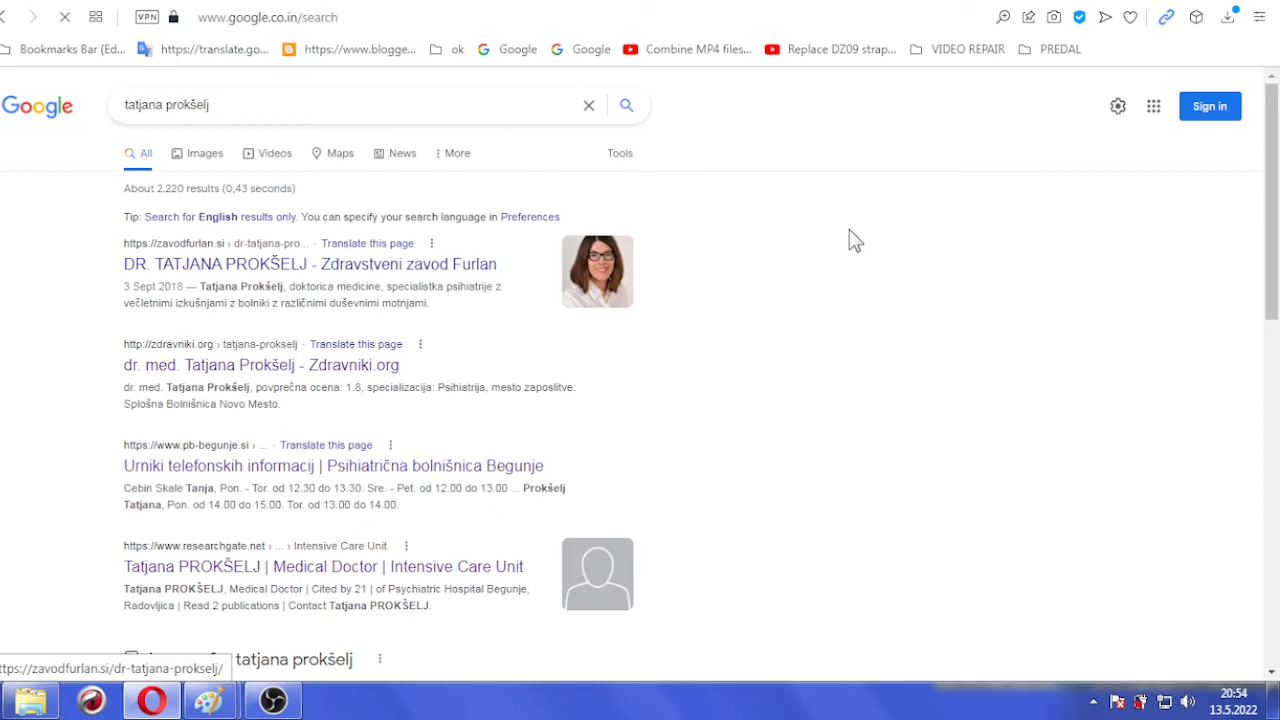 VPN
www.google.co.in/search
Bookmarks Bar (Ed...
https://translate.go...
https://www.blogge...
ok
Google
Google
Combine MP4 files...
Replace DZ09 strap...
VIDEO REPAIR
PREDAL
Google
tatjana prokšelj
Sign in
All
Images
Videos
Maps
News
More
Tools
About 2.220 results (0,43 seconds)
Tip: Search for English results only. You can specify your search language in Preferences
https://zavodfurlan.si › dr-tatjana-pro... · Translate this page
DR. TATJANA PROKŠELJ - Zdravstveni zavod Furlan
3 Sept 2018 — Tatjana Prokšelj, doktorica medicine, specialistka psihiatrije z
večletnimi izkušnjami z bolniki z različnimi duševnimi motnjami.
http://zdravniki.org › tatjana-prokselj · Translate this page
dr. med. Tatjana Prokšelj - Zdravniki.org
dr. med. Tatjana Prokšelj, povprečna ocena: 1.8, specializacija: Psihiatrija, mesto zaposlitve:
Splošna Bolnišnica Novo Mesto.
https://www.pb-begunje.si › ... · Translate this page
Urniki telefonskih informacij | Psihiatrična bolnišnica Begunje
Cebin Skale Tanja, Pon. - Tor. od 12.30 do 13.30. Sre. - Pet. od 12.00 do 13.00 ... Prokšelj
Tatjana, Pon. od 14.00 do 15.00. Tor. od 13.00 do 14.00.
https://www.researchgate.net › ... › Intensive Care Unit
Tatjana PROKŠELJ | Medical Doctor | Intensive Care Unit
Tatjana PROKŠELJ, Medical Doctor | Cited by 21 | of Psychiatric Hospital Begunje,
Radovljica | Read 2 publications | Contact Tatjana PROKŠELJ.
tatjana prokšelj
ttps://zavodfurlan.si/dr-tatjana-prokselj/
20:54
13.5.2022